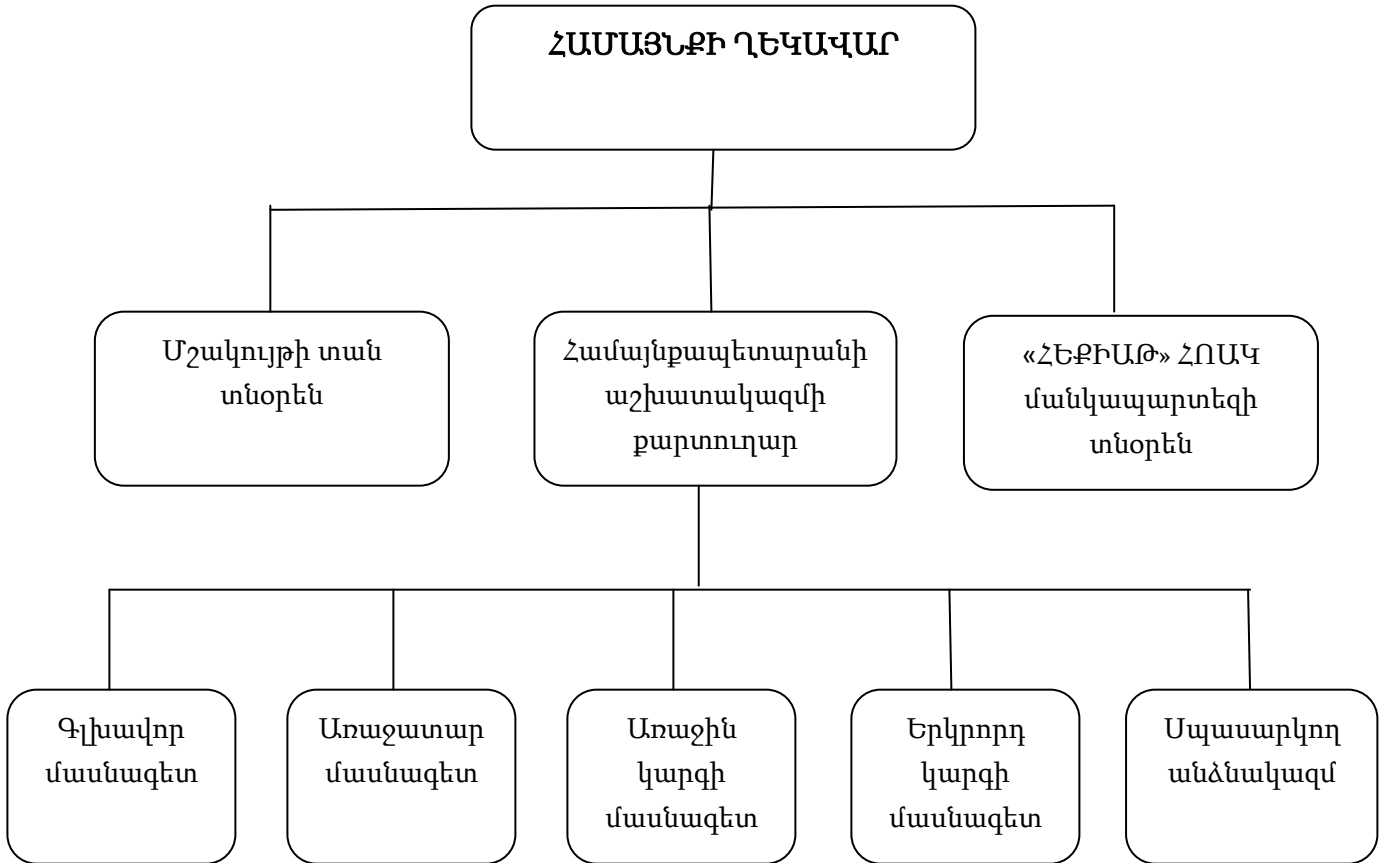 ՀԱՄԱՅՆՔԻ ՂԵԿԱՎԱՐ
Մշակույթի տան
տնօրեն
Համայնքապետարանի
աշխատակազմի
քարտուղար
«ՀԵՔԻԱԹ» ՀՈԱԿ
մանկապարտեզի
տնօրեն
Գլխավոր
մասնագետ
Առաջատար
մասնագետ
Առաջին
կարգի
մասնագետ
Երկրորդ
կարգի
մասնագետ
Սպասարկող
անձնակազմ